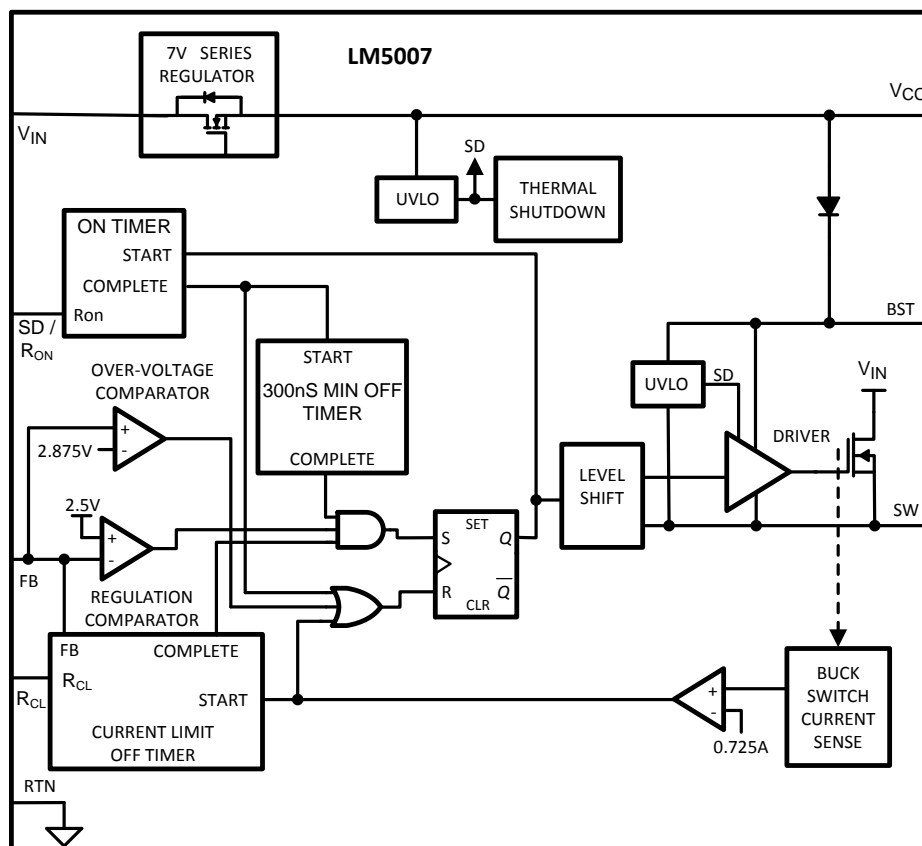 7V SERIES
REGULATOR
LM5007
VIN
VCC
SD
UVLO
THERMAL
SHUTDOWN
ON TIMER
START
COMPLETE
Ron
SD /
RON
BST
OVER-VOLTAGE
COMPARATOR
+
-
2.875V
START
300nS MIN OFF
TIMER
COMPLETE
UVLO
SD
VIN
DRIVER
LEVEL
SHIFT
SW
2.5V
+
-
FB
REGULATION
COMPARATOR
SET
S
Q
R
Q
CLR
FB
COMPLETE
RCL
RCL
START
CURRENT LIMIT
OFF TIMER
+
-
0.725A
BUCK
SWITCH
CURRENT
SENSE
RTN